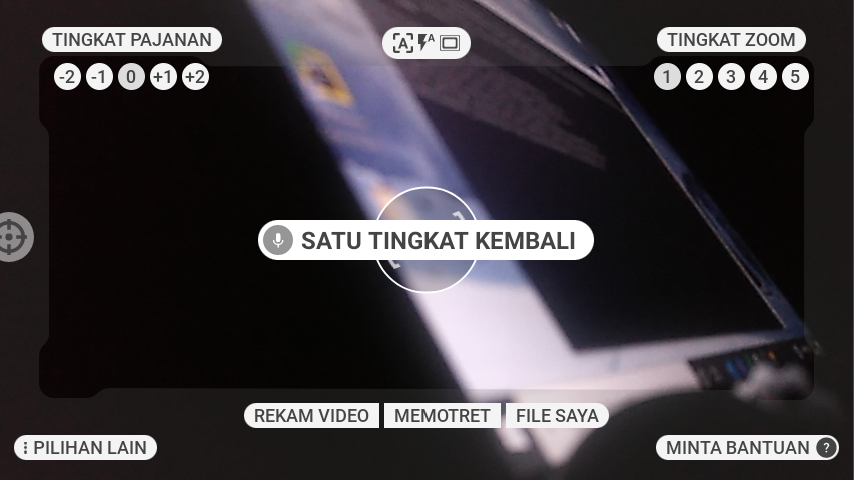 TINGKAT PAJANAN
-2 -1 0 +1 +2
A A
TINGKAT ZOOM
1 2 3 4 5
SATU TINGKAT KEMBALI
REKAM VIDEO MEMOTRET FILE SAYA
PILIHAN LAIN
MINTA BANTUAN ?